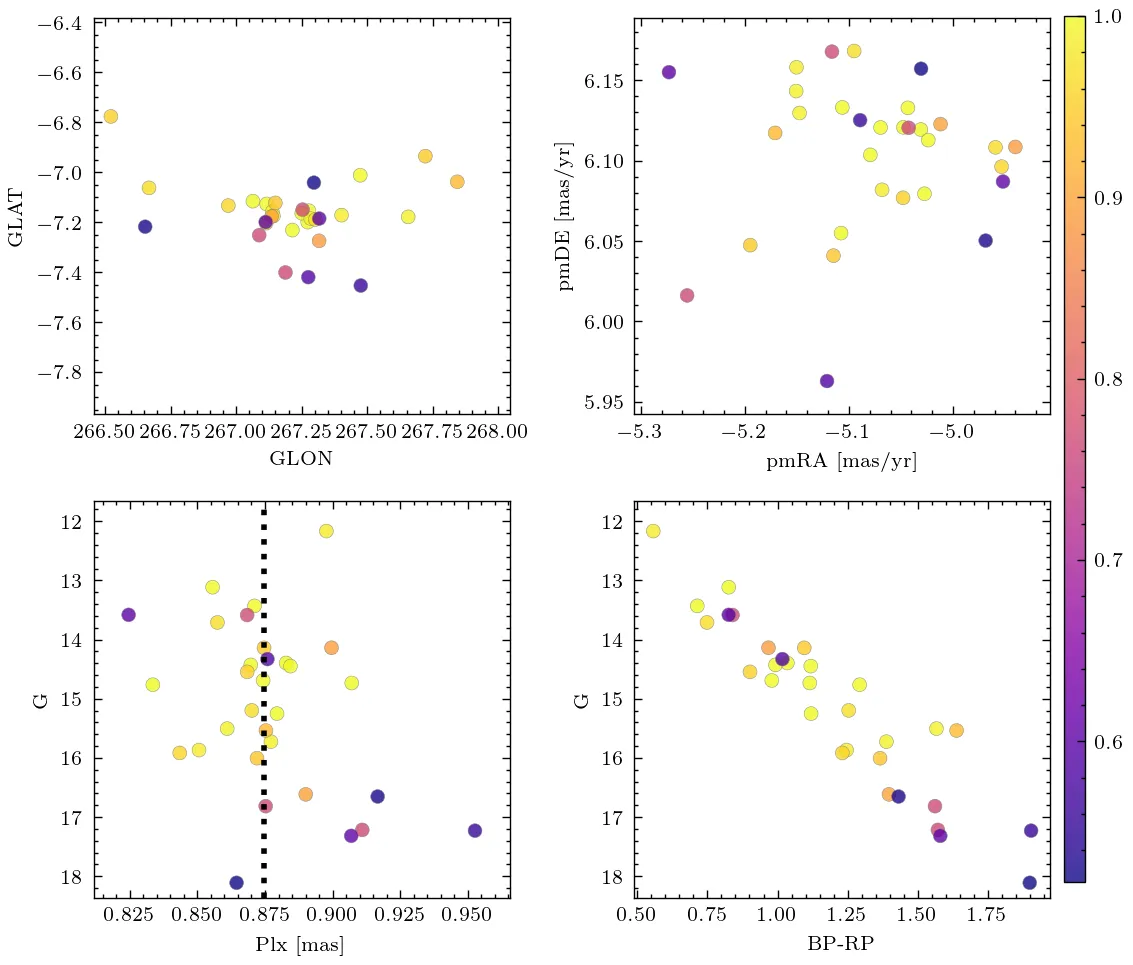 −6.4
−6.6
−6.8
−7.0
−7.2
−7.4
−7.6
−7.8
GLAT
266.50 266.75 267.00 267.25 267.50 267.75 268.00
GLON
6.15
6.10
6.05
6.00
5.95
pmDE [mas/yr]
−5.3 −5.2 −5.1 −5.0
pmRA [mas/yr]
12
13
14
15
16
17
18
G
0.825 0.850 0.875 0.900 0.925 0.950
Plx [mas]
12
13
14
15
16
17
18
G
0.50 0.75 1.00 1.25 1.50 1.75
BP-RP
1.0
0.9
0.8
0.7
0.6